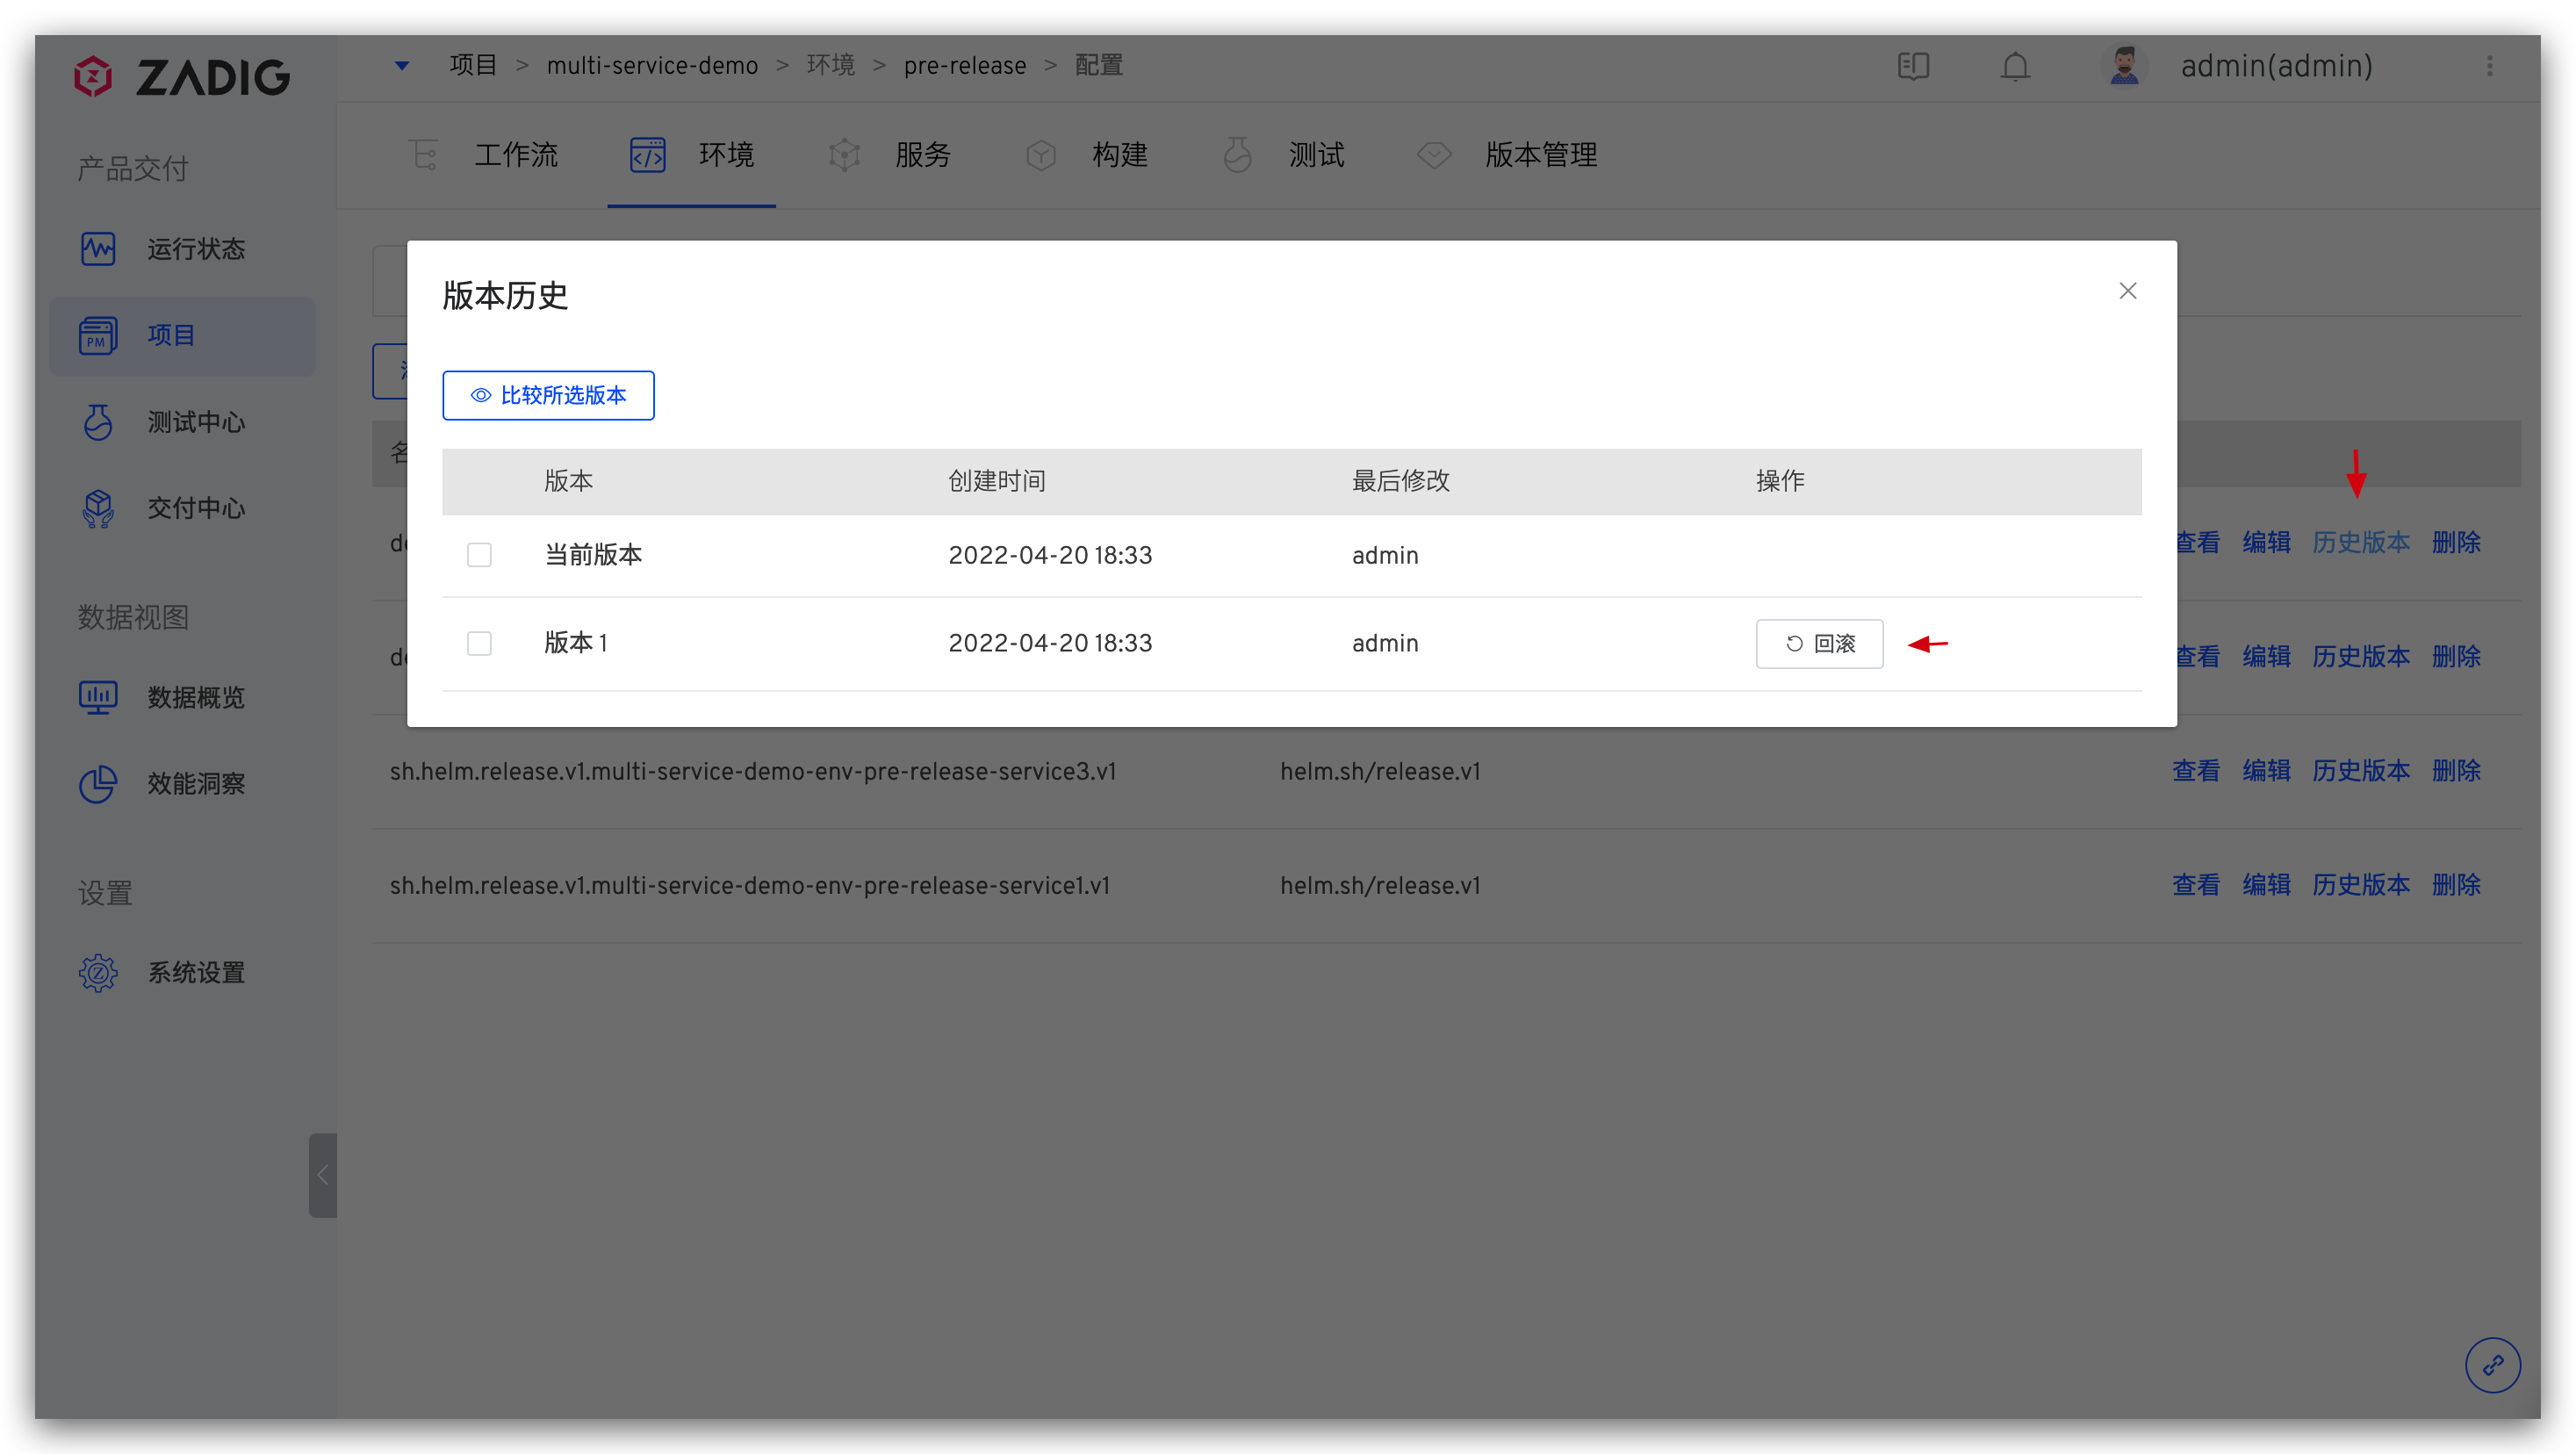 ZADIG
项目 > multi-service-demo > 环境 > pre-release > 配置
admin(admin)
工作流
环境
服务
构建
测试
版本管理
产品交付
运行状态
PM
项目
测试中心
交付中心
数据视图
数据概览
效能洞察
设置
系统设置
版本历史
比较所选版本
版本 创建时间 最后修改 操作
当前版本 2022-04-20 18:33 admin
版本 1 2022-04-20 18:33 admin 回滚
名
de
查看 编辑 历史版本 删除
de
查看 编辑 历史版本 删除
sh.helm.release.v1.multi-service-demo-env-pre-release-service3.v1 helm.sh/release.v1 查看 编辑 历史版本 删除
sh.helm.release.v1.multi-service-demo-env-pre-release-service1.v1 helm.sh/release.v1 查看 编辑 历史版本 删除